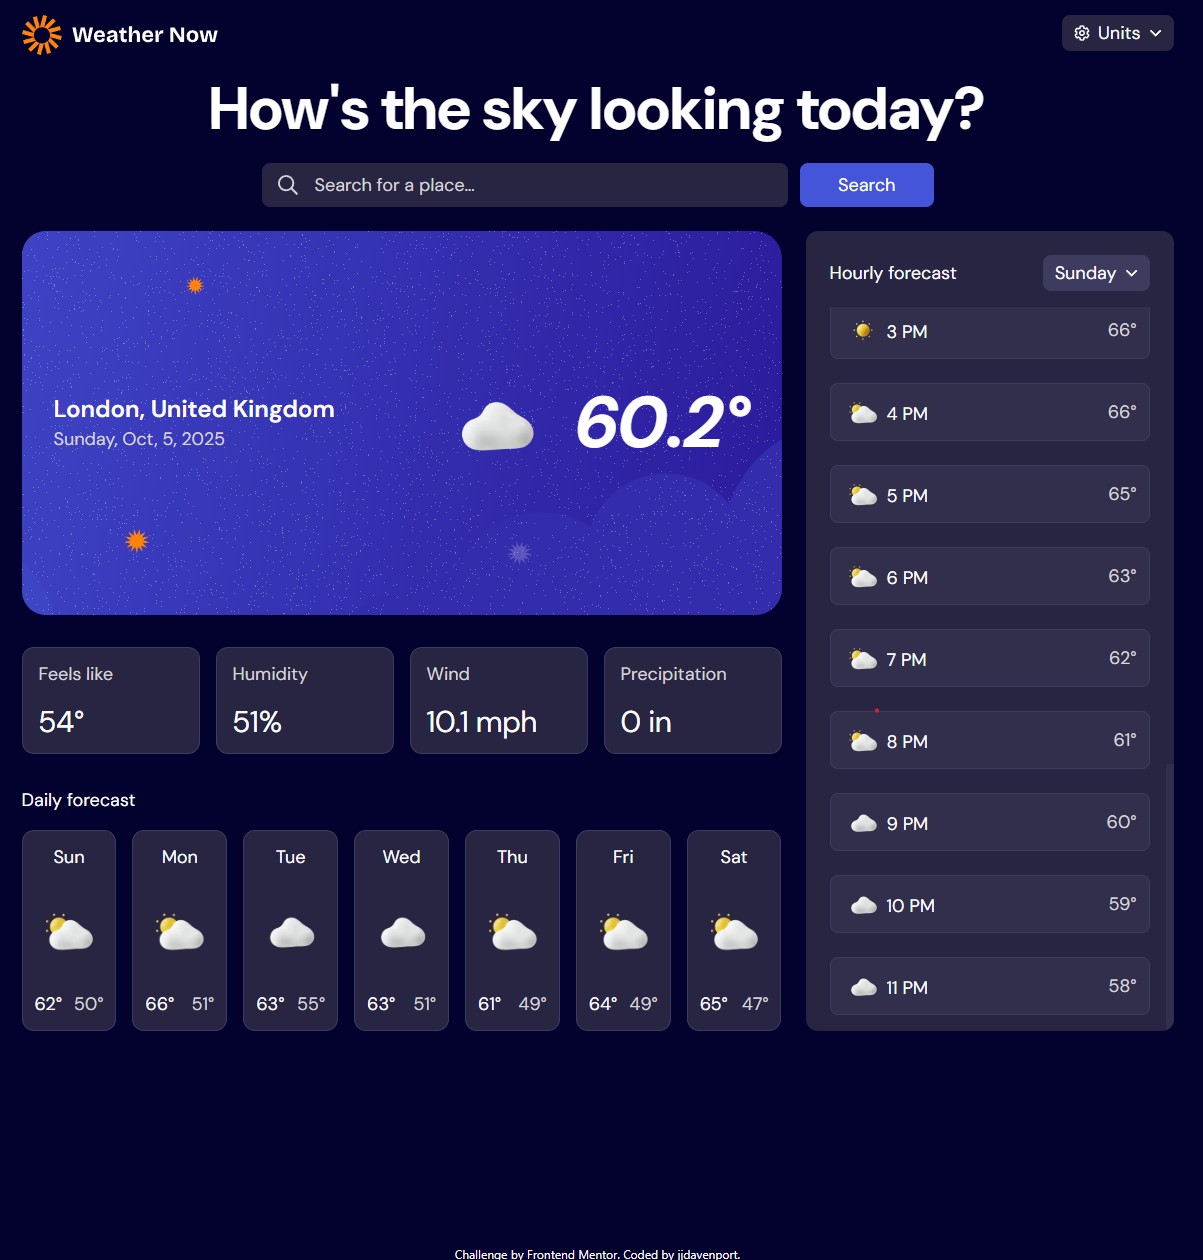 Weather Now
Units
How's the sky looking today?
Search for a place...
Search
London, United Kingdom
Sunday, Oct, 5, 2025
60.2°
Feels like
54°
Humidity
51%
Wind
10.1 mph
Precipitation
0 in
Daily forecast
Sun
62° 50°
Mon
66° 51°
Tue
63° 55°
Wed
63° 51°
Thu
61° 49°
Fri
64° 49°
Sat
65° 47°
Hourly forecast
Sunday
3 PM 66°
4 PM 66°
5 PM 65°
6 PM 63°
7 PM 62°
8 PM 61°
9 PM 60°
10 PM 59°
11 PM 58°
Challenge by Frontend Mentor. Coded by jjdavenport.